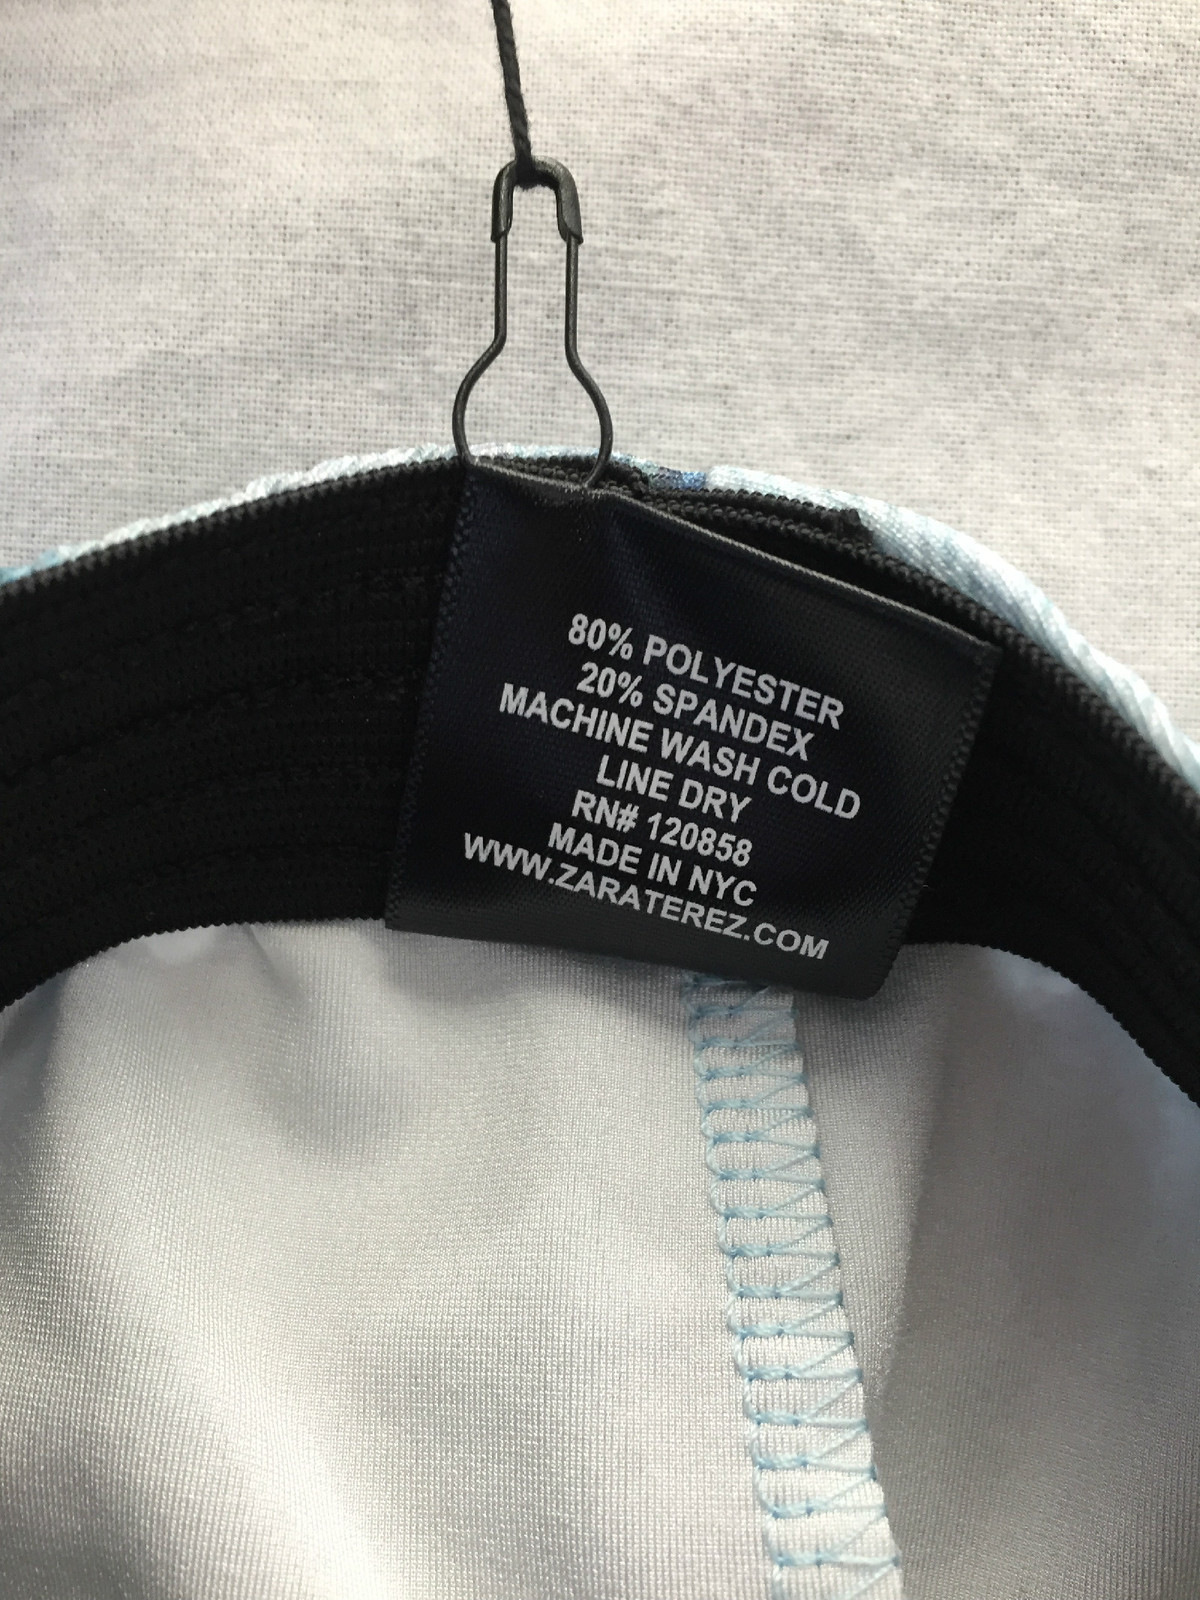 80% POLYESTER
20% SPANDEX
MACHINE WASH COLD
LINE DRY
RN# 120858
MADE IN NYC
WWW.ZARATEREZ.COM